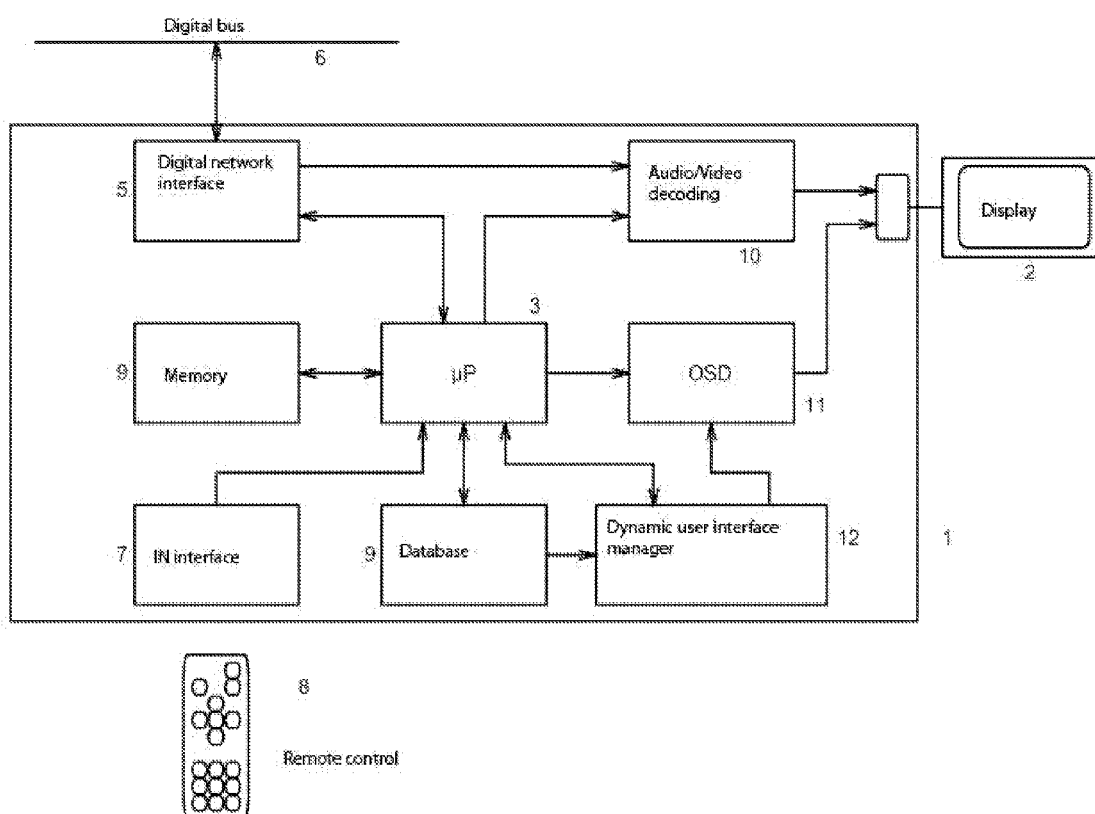 Digital bus
6
Digital network
interface
5
Audio/Video
decoding
10
Display
2
3
9
Memory
µP
OSD
11
7
IN interface
9
Database
Dynamic user interface
manager
12
1
8
Remote control